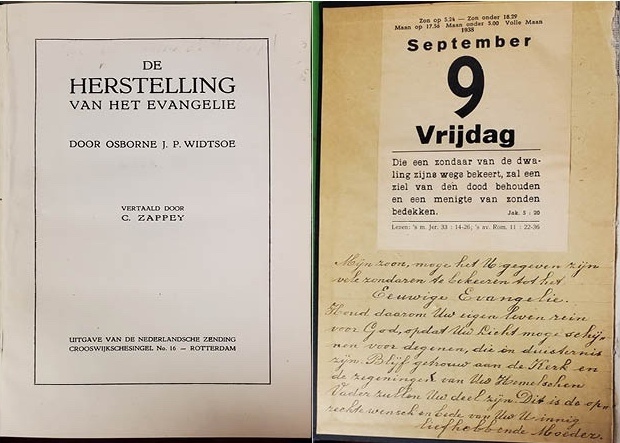 DE
HERSTELLING
VAN HET EVANGELIE
DOOR OSBORNE J. P. WIDTSOE
VERTAALD DOOR
C. ZAPPEY
UITGAVE VAN DE NEDERLANDSCHE ZENDING
CROOSWIJKSCHESINGEL No. 16 — ROTTERDAM
Zon op 5.24 — Zon onder 18.29
Maan op 17.56 Maan onder 3.00 Volle Maan
1938
September
9
Vrijdag
Die een zondaar van de dwa-
ling zijns wegs bekeert, zal een
ziel van den dood behouden
en een menigte van zonden
bedekken. Jak. 5 : 20
Lezen: 's m. Jer. 33 : 14-26; 's av. Rom. 11 : 22-36
Mijn zoon, moge het U gegeven zijn
vele zondaren te bekeeren tot het
Eeuwige Evangelie.
Houd daarom Uw eigen leven rein
voor God, opdat Uw Licht moge schij-
nen voor degenen, die in duisternis
zijn. Blijf getrouw aan de Kerk en
de zegeningen van Uw Hemelschen
Vader zullen Uw deel zijn. Dit is de op-
rechte wensch en bede van Uw U innig
liefhebbende Moeder.